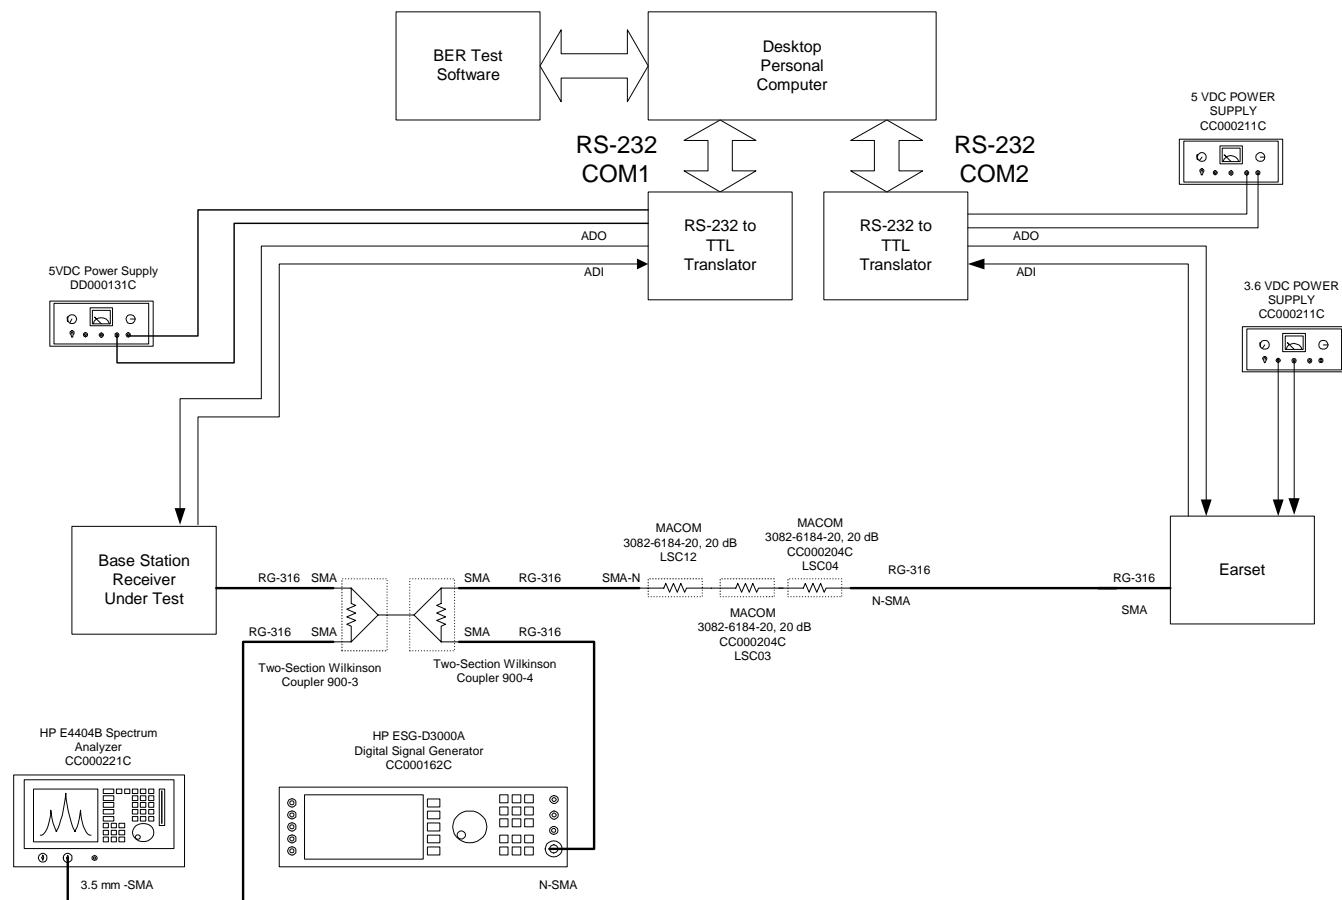 BER Test
Software
Desktop
Personal
Computer
5 VDC POWER
SUPPLY
CC000211C
RS-232
COM1
RS-232
COM2
RS-232 to
TTL
Translator
RS-232 to
TTL
Translator
ADO
ADI
ADO
ADI
5VDC Power Supply
DD000131C
3.6 VDC POWER
SUPPLY
CC000211C
Base Station
Receiver
Under Test
RG-316
SMA
SMA
RG-316
SMA-N
MACOM
3082-6184-20, 20 dB
LSC12
MACOM
3082-6184-20, 20 dB
CC000204C
LSC04
RG-316
N-SMA
RG-316
SMA
Earset
MACOM
3082-6184-20, 20 dB
CC000204C
LSC03
RG-316
SMA
SMA
RG-316
Two-Section Wilkinson
Coupler 900-3
Two-Section Wilkinson
Coupler 900-4
HP E4404B Spectrum
Analyzer
CC000221C
HP ESG-D3000A
Digital Signal Generator
CC000162C
3.5 mm -SMA
N-SMA